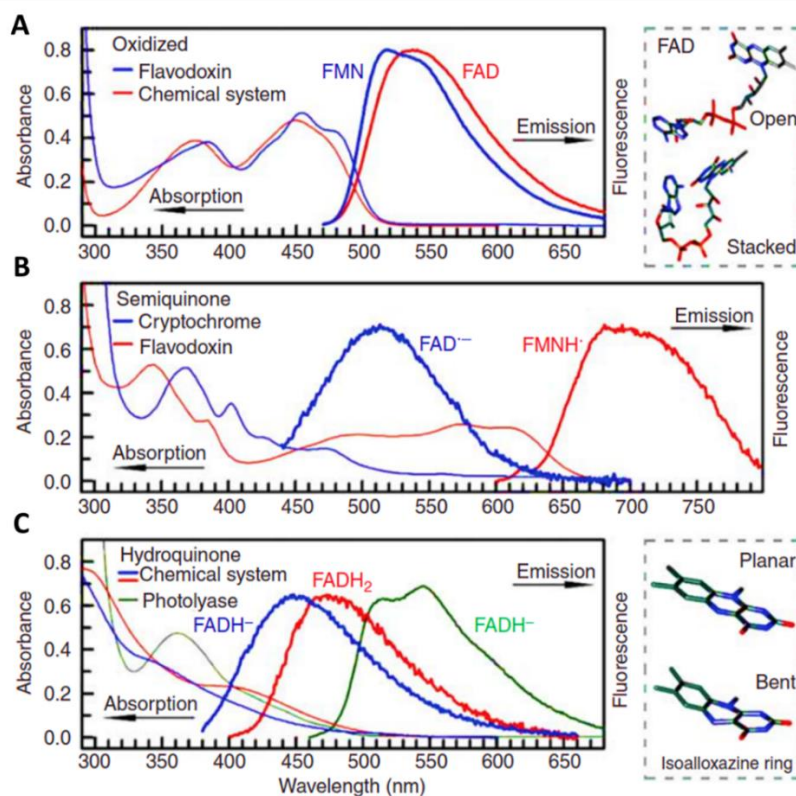 A
Oxidized
Flavodoxin
Chemical system
FMN
FAD
Emission
Absorption
Absorbance
Fluorescence
0.8
0.6
0.4
0.2
0.0
300 350 400 450 500 550 600 650
FAD
Open
Stacked
B
Semiquinone
Cryptochrome
Flavodoxin
FAD·–
FMNH·
Emission
Absorption
Absorbance
Fluorescence
0.8
0.6
0.4
0.2
0.0
300 350 400 450 500 550 600 650 700 750
C
Hydroquinone
Chemical system
Photolyase
FADH–
FADH2
FADH–
Emission
Absorption
Absorbance
Fluorescence
0.8
0.6
0.4
0.2
0.0
300 350 400 450 500 550 600 650
Wavelength (nm)
Planar
Bent
Isoalloxazine ring